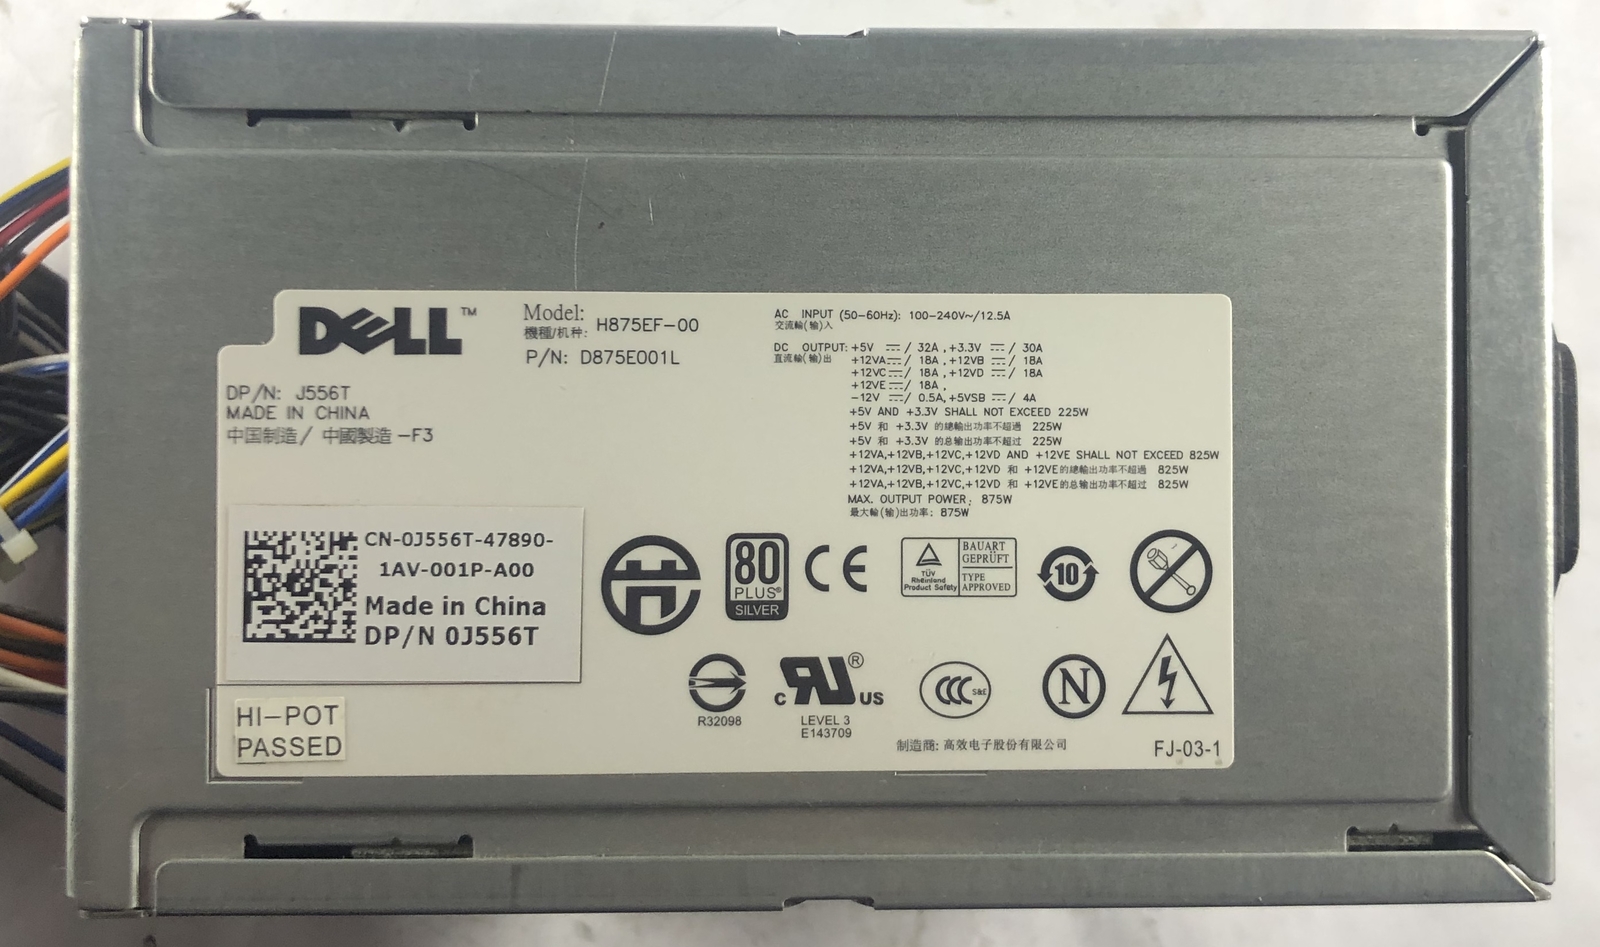 DELL™
Model:
機種/机种: H875EF-00
P/N: D875E001L
DP/N: J556T
MADE IN CHINA
中国制造/ 中國製造 -F3
AC INPUT (50-60Hz): 100-240V~/12.5A
交流輸(输)入
DC OUTPUT: +5V ⎓/ 32A ,+3.3V ⎓/ 30A
直流輸(输)出
+12VA⎓/ 18A ,+12VB ⎓/ 18A
+12VC⎓/ 18A ,+12VD ⎓/ 18A
+12VE ⎓/ 18A ,
-12V ⎓/ 0.5A,+5VSB ⎓/ 4A
+5V AND +3.3V SHALL NOT EXCEED 225W
+5V 和 +3.3V 的總輸出功率不超過 225W
+5V 和 +3.3V 的总输出功率不超过 225W
+12VA,+12VB,+12VC,+12VD AND +12VE SHALL NOT EXCEED 825W
+12VA,+12VB,+12VC,+12VD 和 +12VE的總輸出功率不超過 825W
+12VA,+12VB,+12VC,+12VD 和 +12VE的总输出功率不超过 825W
MAX. OUTPUT POWER: 875W
最大輸(输)出功率: 875W
CN-0J556T-47890-
1AV-001P-A00
Made in China
DP/N 0J556T
HI-POT
PASSED
80
PLUS®
SILVER
CE
TÜV
Rheinland
Product Safety
BAUART
GEPRÜFT
TYPE
APPROVED
10
R32098
c RU® US
LEVEL 3
E143709
CCC S&E
N
制造商: 高效电子股份有限公司
FJ-03-1